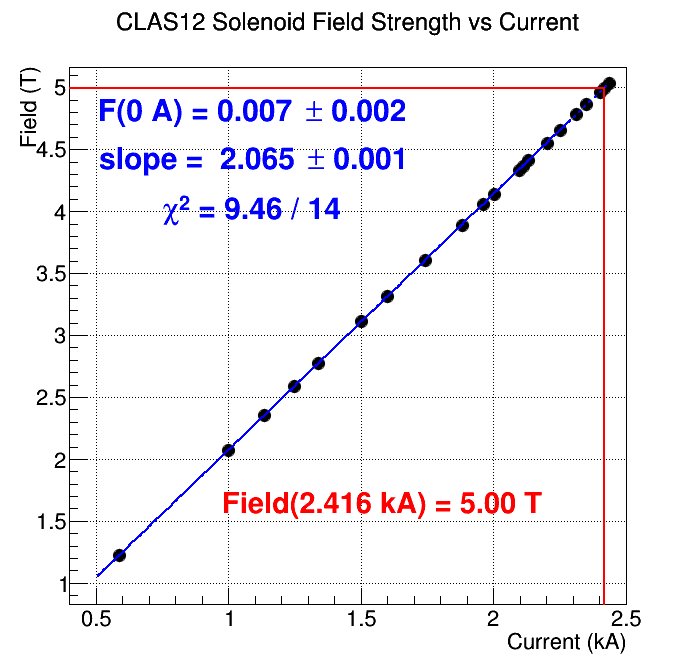 CLAS12 Solenoid Field Strength vs Current
Field (T)
5
4.5
4
3.5
3
2.5
2
1.5
1
F(0 A) = 0.007 ± 0.002
slope = 2.065 ± 0.001
χ² = 9.46 / 14
Field(2.416 kA) = 5.00 T
0.5 1 1.5 2 2.5
Current (kA)